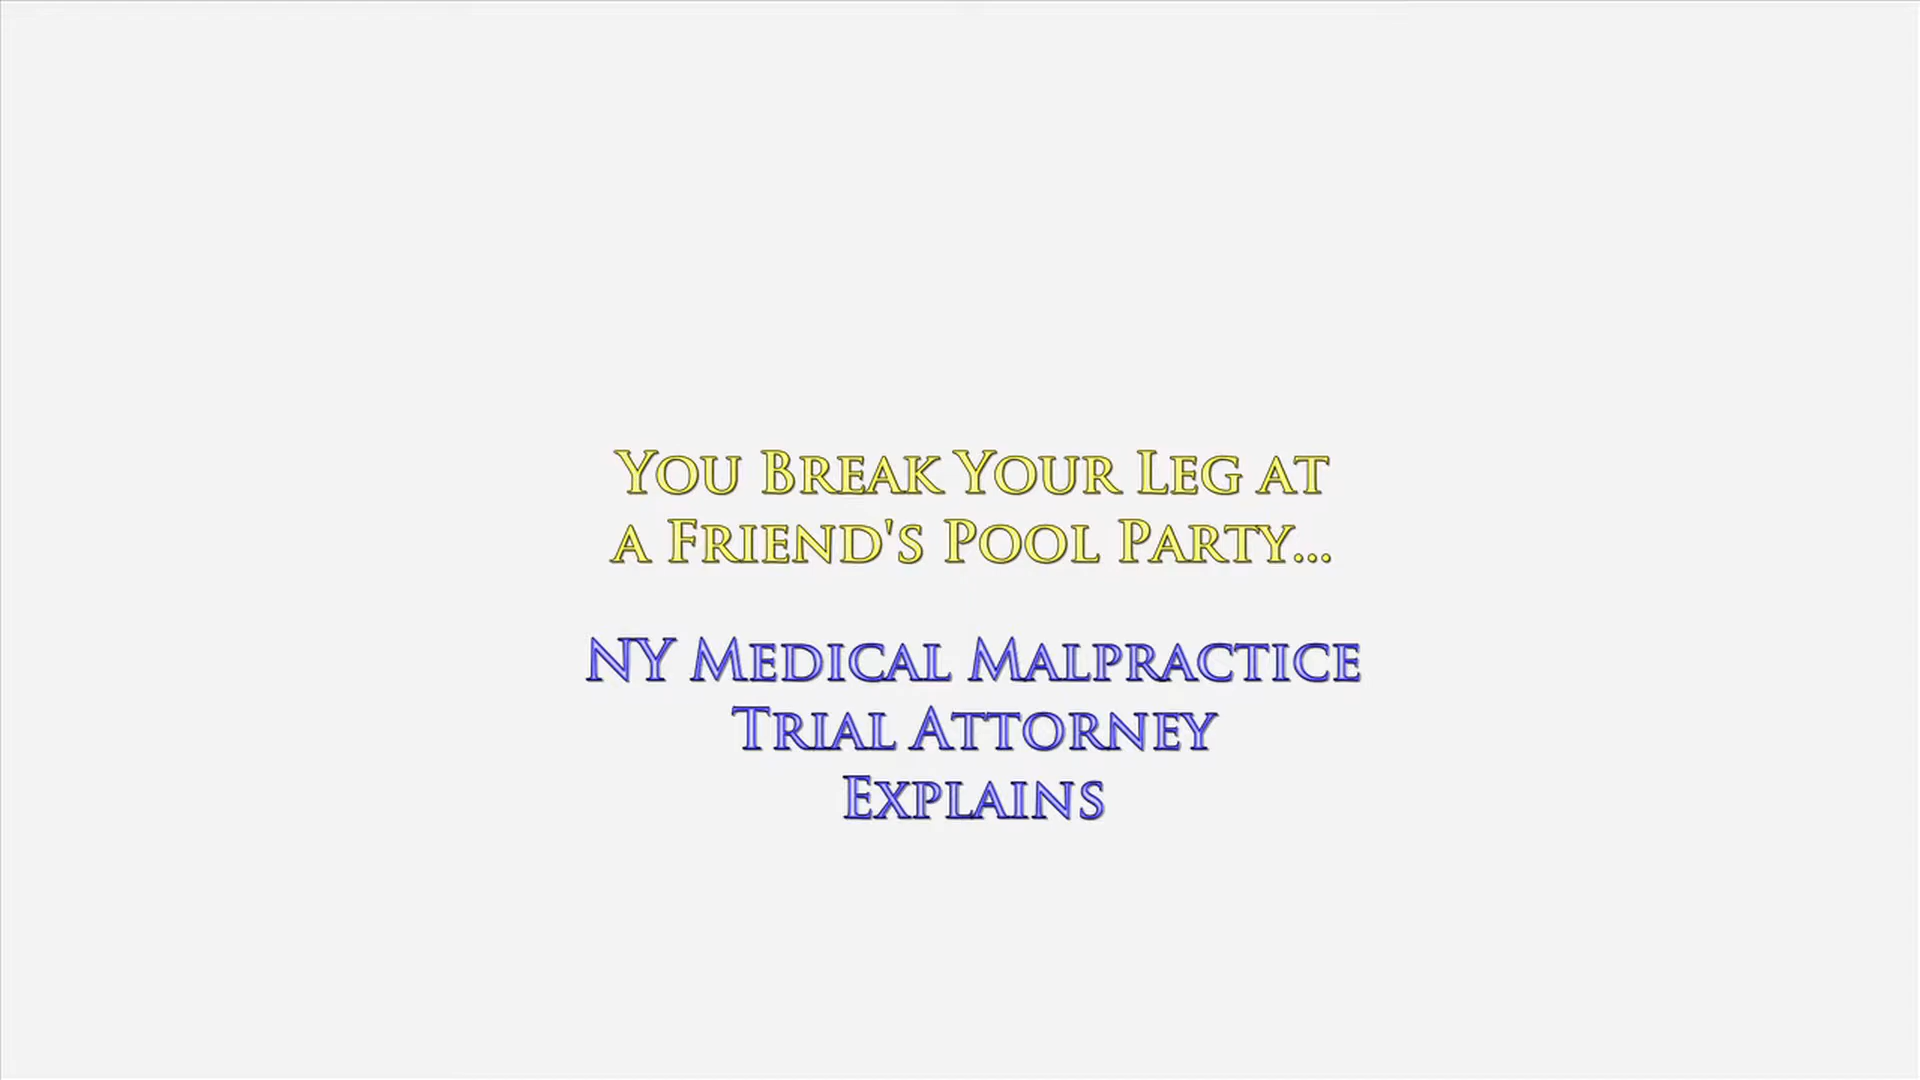 You Break Your Leg at
a Friend's Pool Party...
NY Medical Malpractice
Trial Attorney
Explains